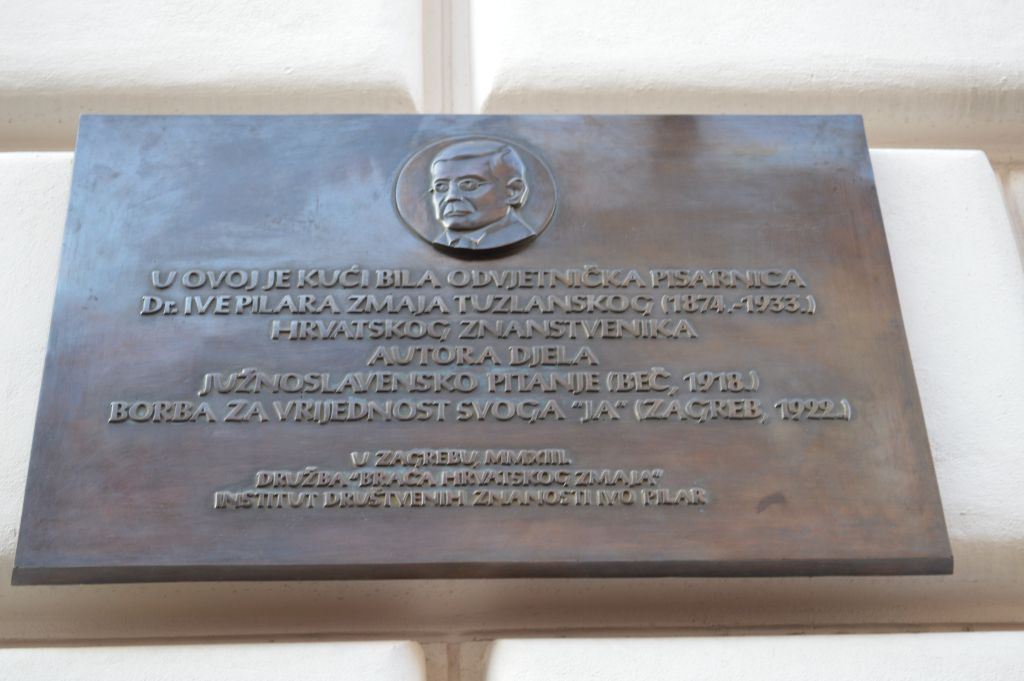 U OVOJ JE KUĆI BILA ODVJETNIČKA PISARNICA
Dr. IVE PILARA ZMAJA TUZLANSKOG (1874.-1933.)
HRVATSKOG ZNANSTVENIKA
AUTORA DJELA
JUŽNOSLAVENSKO PITANJE (BEČ, 1918.)
BORBA ZA VRIJEDNOST SVOGA "JA" (ZAGREB, 1922.)
U ZAGREBU, MMXIII.
DRUŽBA "BRAĆA HRVATSKOG ZMAJA"
INSTITUT DRUŠTVENIH ZNANOSTI IVO PILAR